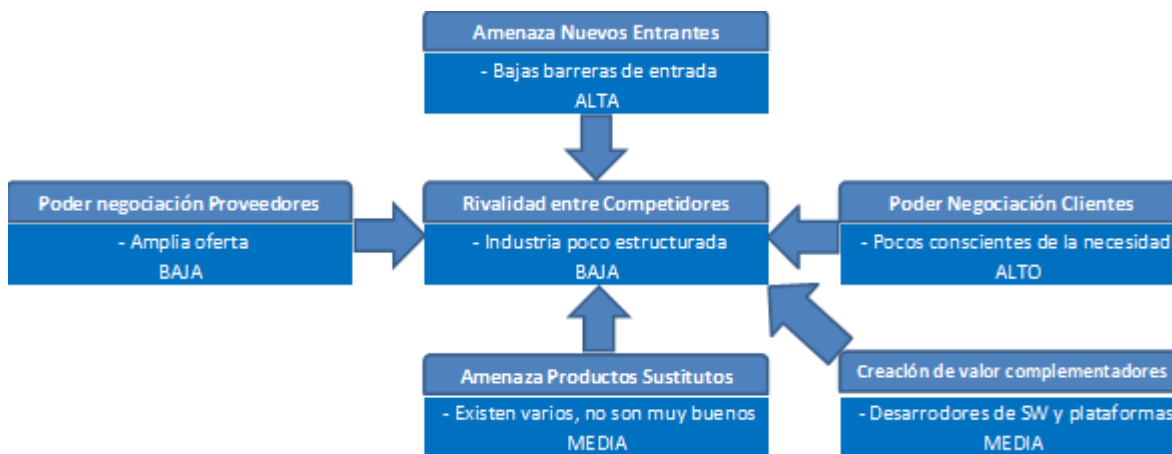 Amenaza Nuevos Entrantes
- Bajas barreras de entrada
ALTA
Poder negociación Proveedores
- Amplia oferta
BAJA
Rivalidad entre Competidores
- Industria poco estructurada
BAJA
Poder Negociación Clientes
- Pocos conscientes de la necesidad
ALTO
Amenaza Productos Sustitutos
- Existen varios, no son muy buenos
MEDIA
Creación de valor complementadores
- Desarrodores de SW y plataformas
MEDIA